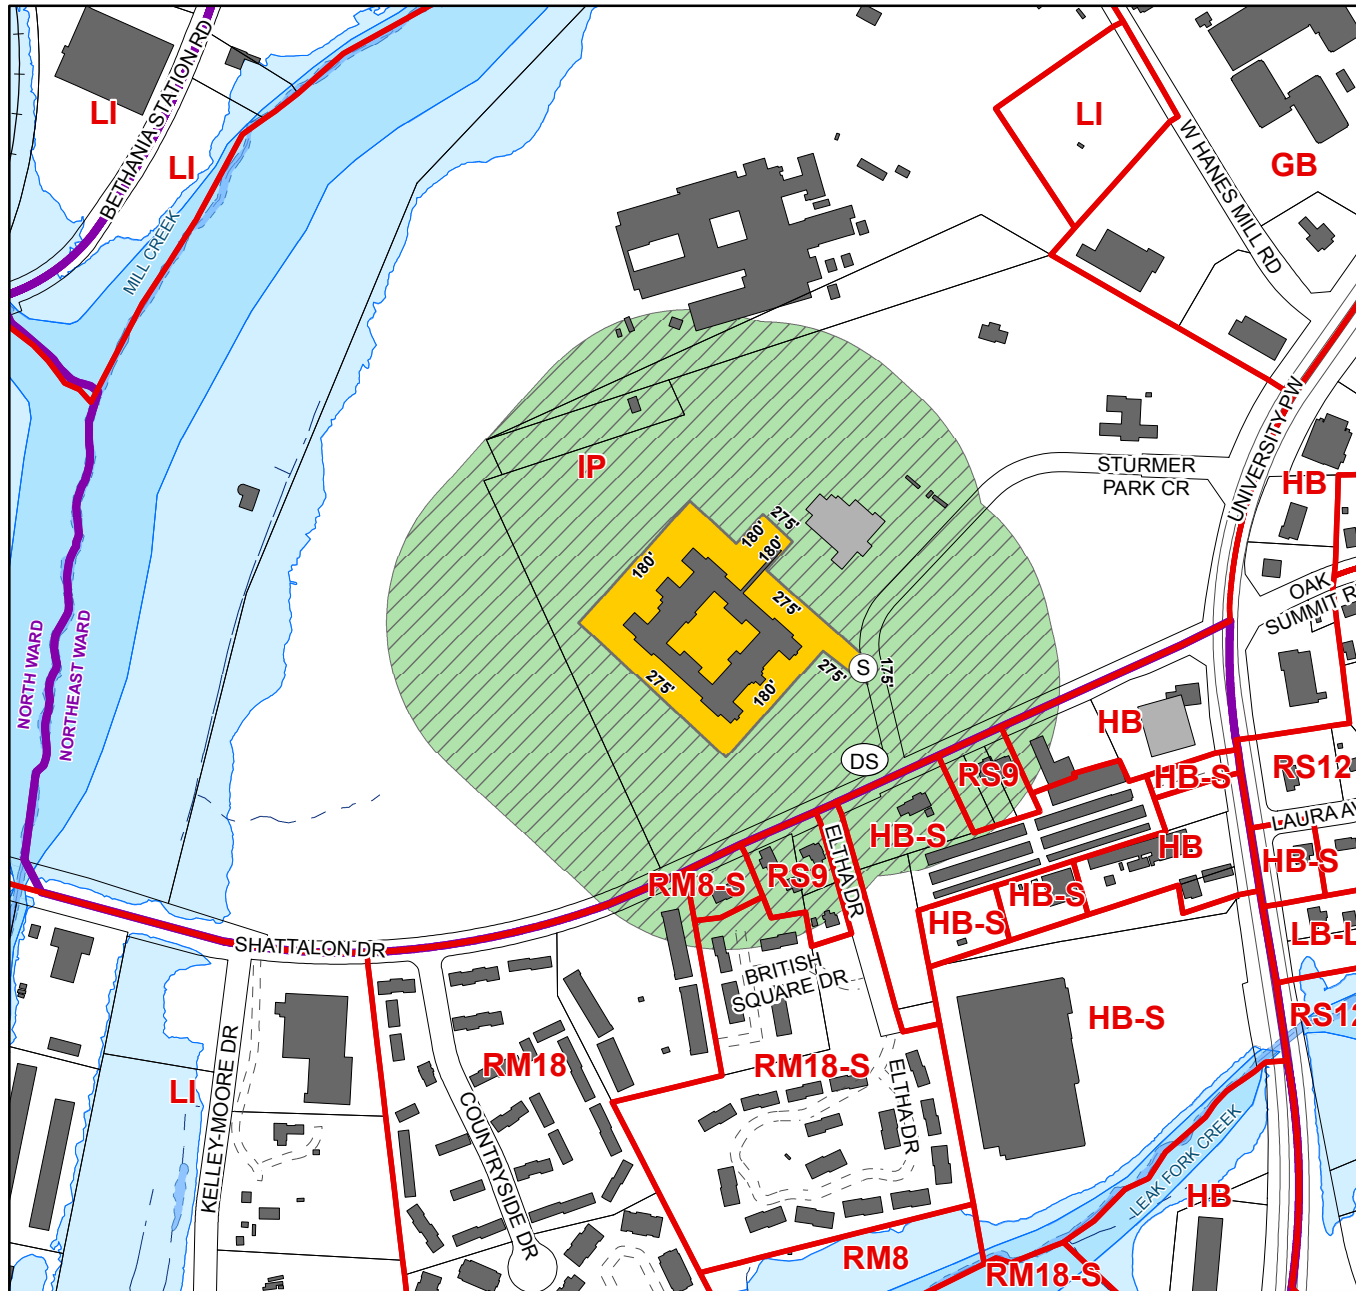 BETHANIA STATION RD
LI
LI
MILL CREEK
LI
W HANES MILL RD
GB
IP
STURMER
PARK CR
UNIVERSITY PW
HB
OAK
SUMMIT R
180'
180'
275'
180'
275'
275'
180'
275'
S
175'
DS
NORTH WARD
NORTHEAST WARD
HB
RS9
HB-S
RS12
LAURA AV
HB-S
ELTHA DR
HB
HB-S
RM8-S
RS9
HB-S
HB-S
LB-L
SHATTALON DR
BRITISH
SQUARE DR
HB-S
RS12
RM18
RM18-S
ELTHA DR
LI
KELLEY-MOORE DR
COUNTRYSIDE DR
LEAK FORK CREEK
HB
RM8
RM18-S